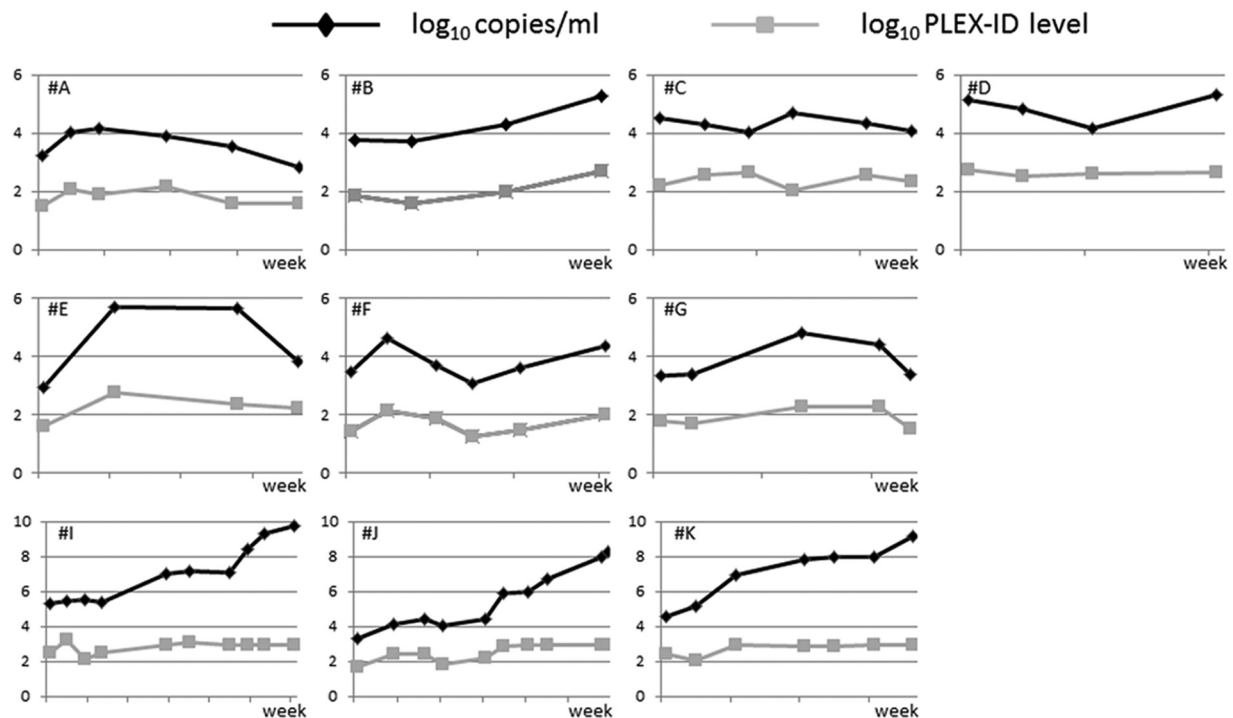 log10 copies/ml log10 PLEX-ID level
#A #B #C #D
6 6 6 6
4 4 4 4
2 2 2 2
0 0 0 0
week week week week
#E #F #G
6 6 6
4 4 4
2 2 2
0 0 0
week week week
#I #J #K
10 10 10
8 8 8
6 6 6
4 4 4
2 2 2
0 0 0
week week week